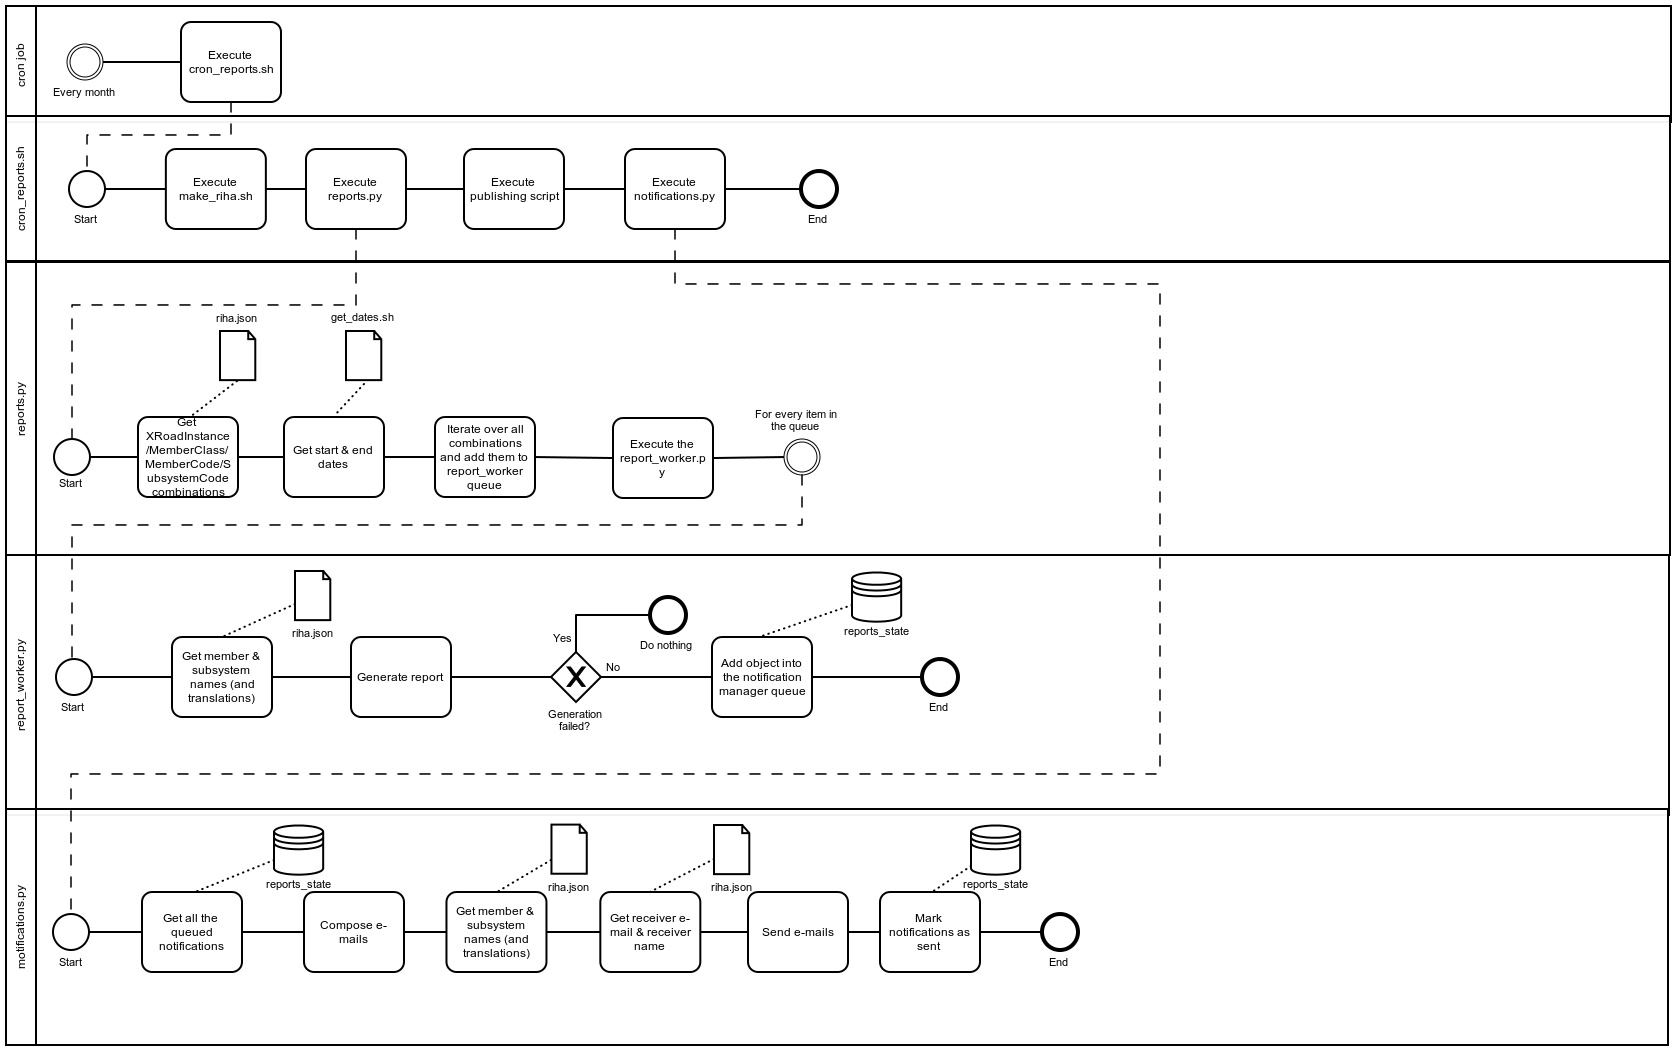 cron job
Every month
Execute
cron_reports.sh
cron_reports.sh
Start
Execute
make_riha.sh
Execute
reports.py
Execute
publishing script
Execute
notifications.py
End
reports.py
riha.json
get_dates.sh
Start
Get
XRoadInstance
/MemberClass/
MemberCode/S
ubsystemCode
combinations
Get start & end
dates
Iterate over all
combinations
and add them to
report_worker
queue
Execute the
report_worker.p
y
For every item in
the queue
report_worker.py
Start
riha.json
Get member &
subsystem
names (and
translations)
Generate report
Yes
No
Generation
failed?
Do nothing
reports_state
Add object into
the notification
manager queue
End
motifications.py
Start
reports_state
Get all the
queued
notifications
Compose e-
mails
riha.json
Get member &
subsystem
names (and
translations)
riha.json
Get receiver e-
mail & receiver
name
Send e-mails
reports_state
Mark
notifications as
sent
End